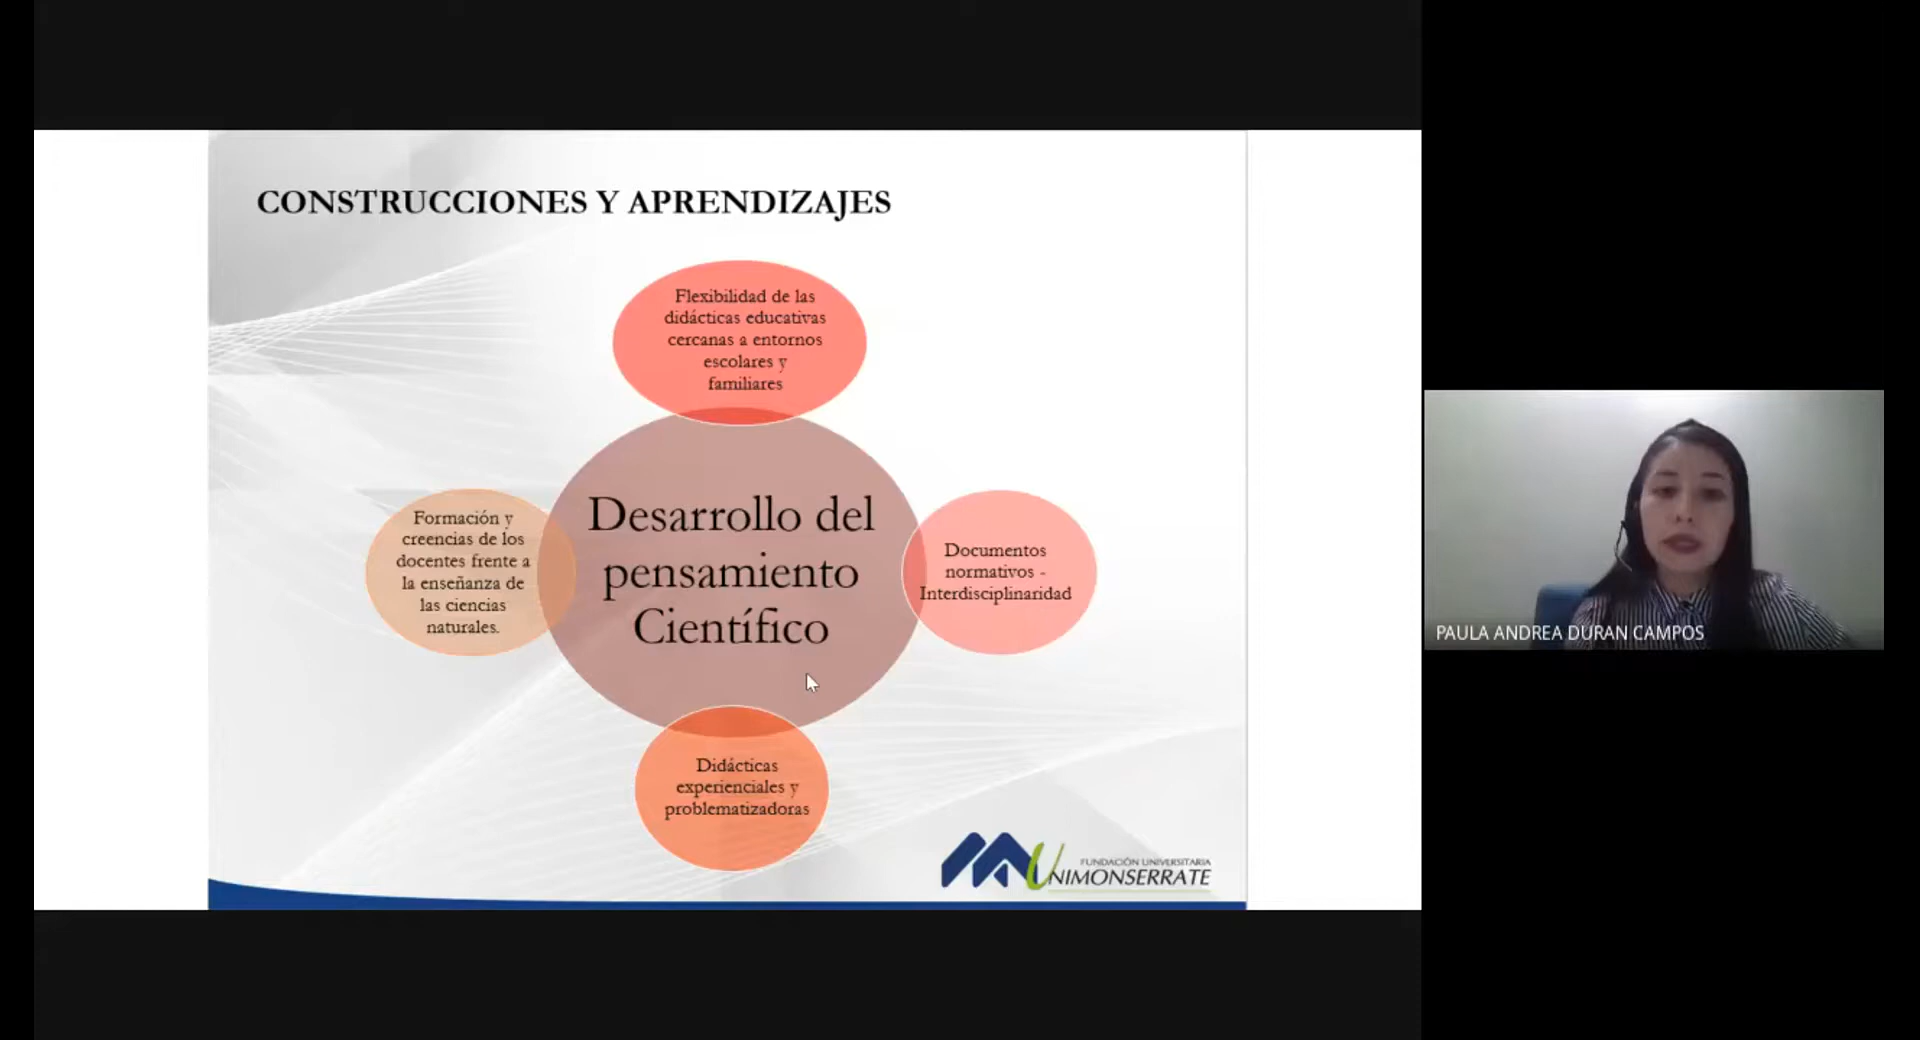 CONSTRUCCIONES Y APRENDIZAJES
Flexibilidad de las
didácticas educativas
cercanas a entornos
escolares y
familiares
Formación y
creencias de los
docentes frente a
la enseñanza de
las ciencias
naturales.
Desarrollo del
pensamiento
Científico
Documentos
normativos -
Interdisciplinaridad
Didácticas
experienciales y
problematizadoras
FUNDACIÓN UNIVERSITARIA
UNIMONSERRATE
PAULA ANDREA DURAN CAMPOS